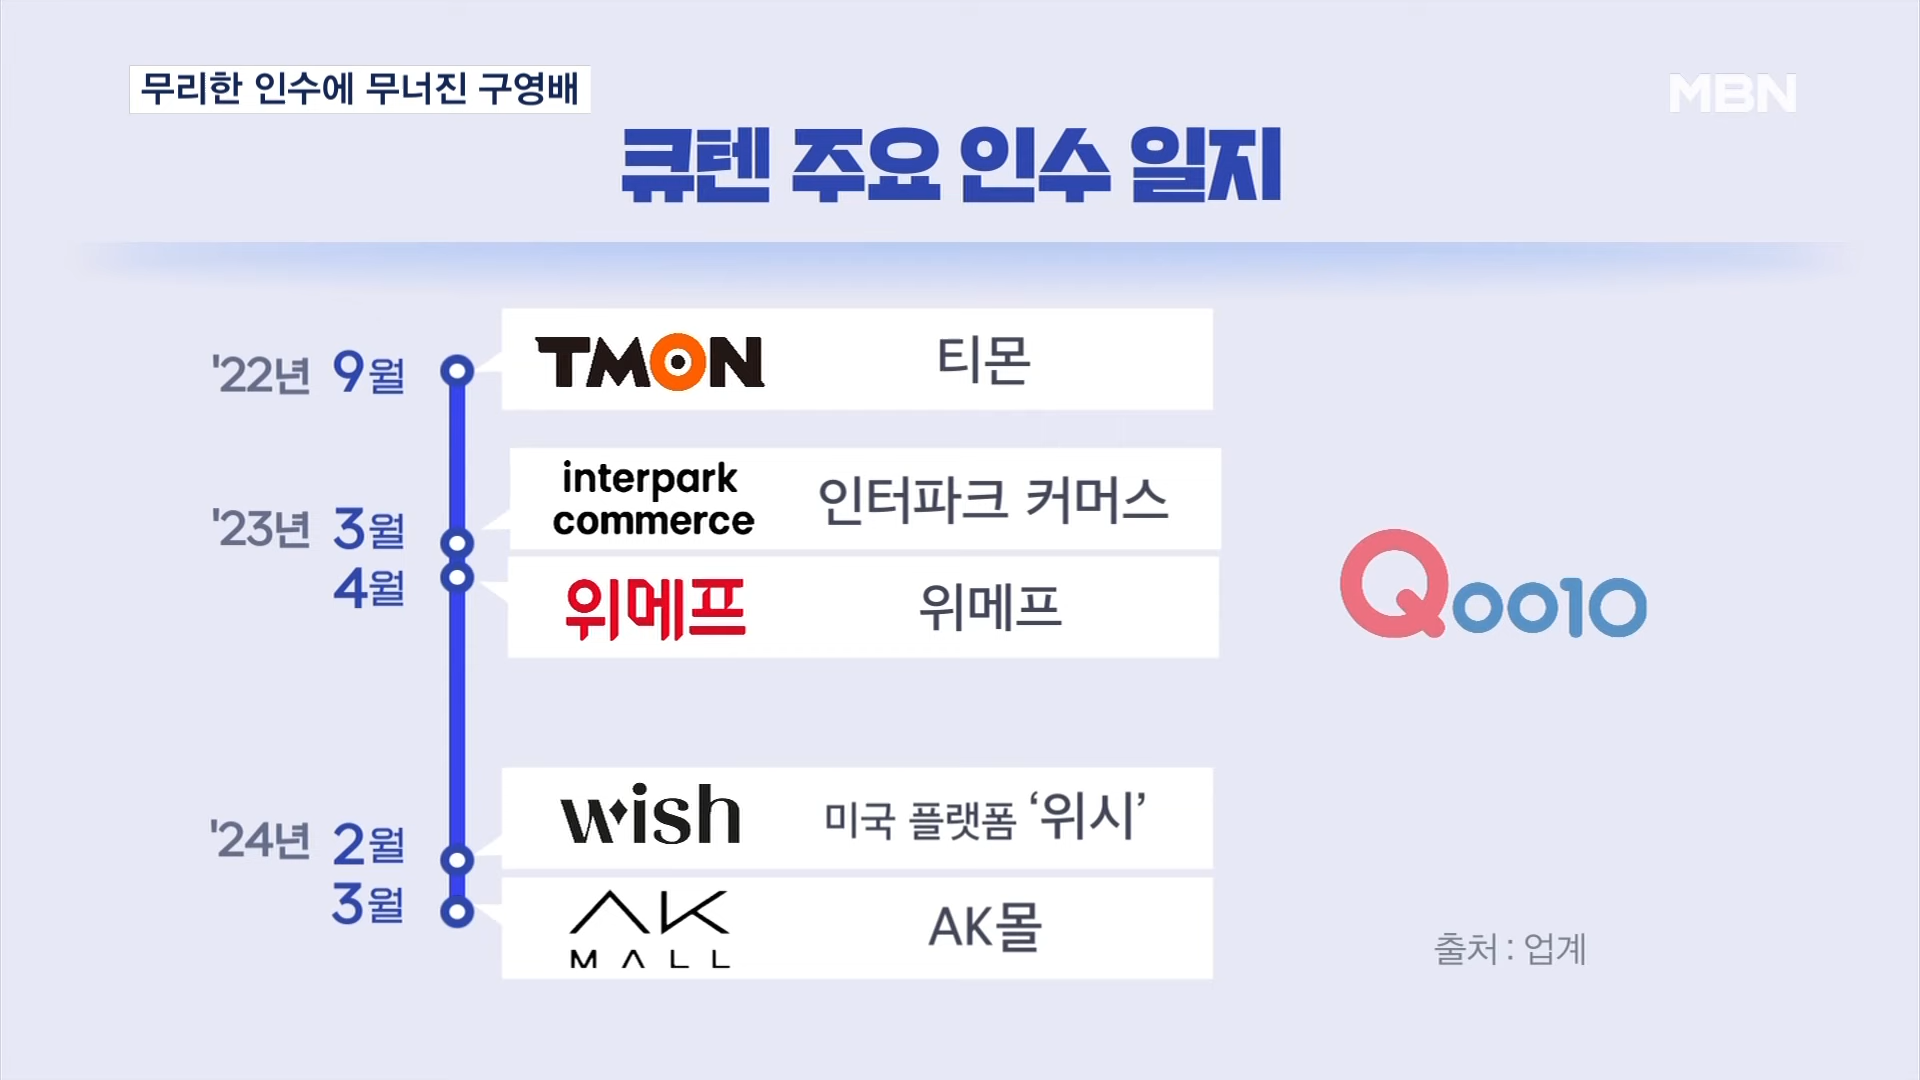 무리한 인수에 무너진 구영배
MBN
큐텐 주요 인수 일지
'22년 9월
TMON 티몬
'23년 3월
interpark
commerce
인터파크 커머스
4월
위메프 위메프
Qoo10
'24년 2월
wish 미국 플랫폼 ‘위시’
3월
AK
MALL
AK몰
출처 : 업계